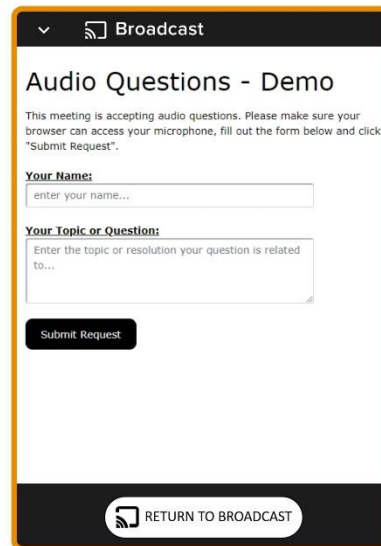 Broadcast
Audio Questions - Demo
This meeting is accepting audio questions. Please make sure your
browser can access your microphone, fill out the form below and click
"Submit Request".
Your Name:
enter your name...
Your Topic or Question:
Enter the topic or resolution your question is related
to...
Submit Request
RETURN TO BROADCAST